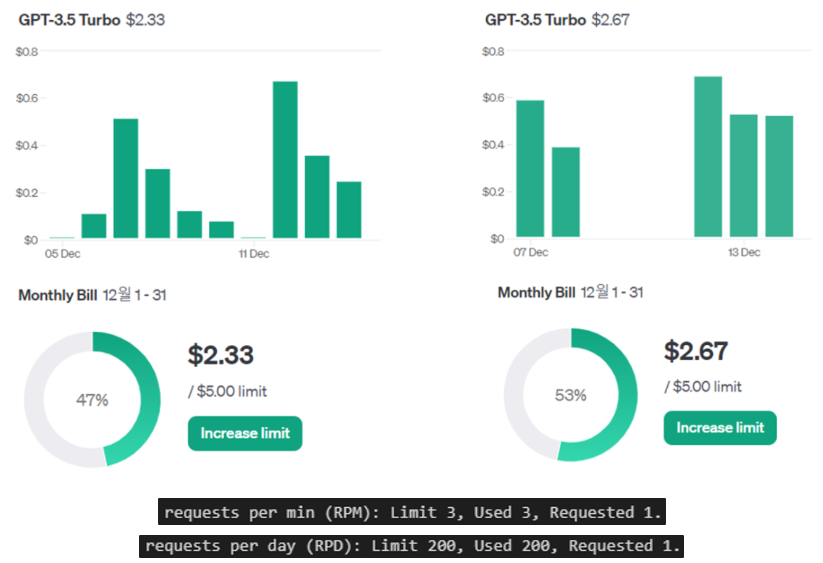 GPT-3.5 Turbo $2.33
$0.8
$0.6
$0.4
$0.2
$0
05 Dec 11 Dec
Monthly Bill 12월 1 - 31
47%
$2.33
/ $5.00 limit
Increase limit
GPT-3.5 Turbo $2.67
$0.8
$0.6
$0.4
$0.2
$0
07 Dec 13 Dec
Monthly Bill 12월 1 - 31
53%
$2.67
/ $5.00 limit
Increase limit
requests per min (RPM): Limit 3, Used 3, Requested 1.
requests per day (RPD): Limit 200, Used 200, Requested 1.